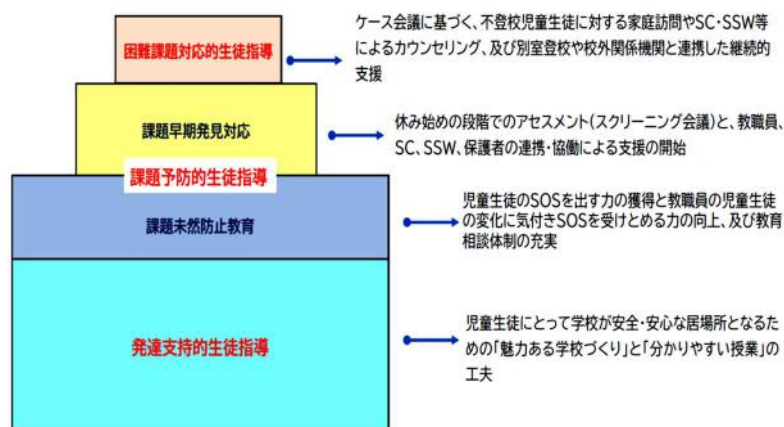 困難課題対応的生徒指導
ケース会議に基づく、不登校児童生徒に対する家庭訪問やSC・SSW等
によるカウンセリング、及び別室登校や校外関係機関と連携した継続的
支援
課題早期発見対応
休み始めの段階でのアセスメント(スクリーニング会議)と、教職員、
SC、SSW、保護者の連携・協働による支援の開始
課題予防的生徒指導
課題未然防止教育
児童生徒のSOSを出す力の獲得と教職員の児童生徒
の変化に気付きSOSを受けとめる力の向上、及び教育
相談体制の充実
発達支持的生徒指導
児童生徒にとって学校が安全・安心な居場所となるた
めの「魅力ある学校づくり」と「分かりやすい授業」の
工夫